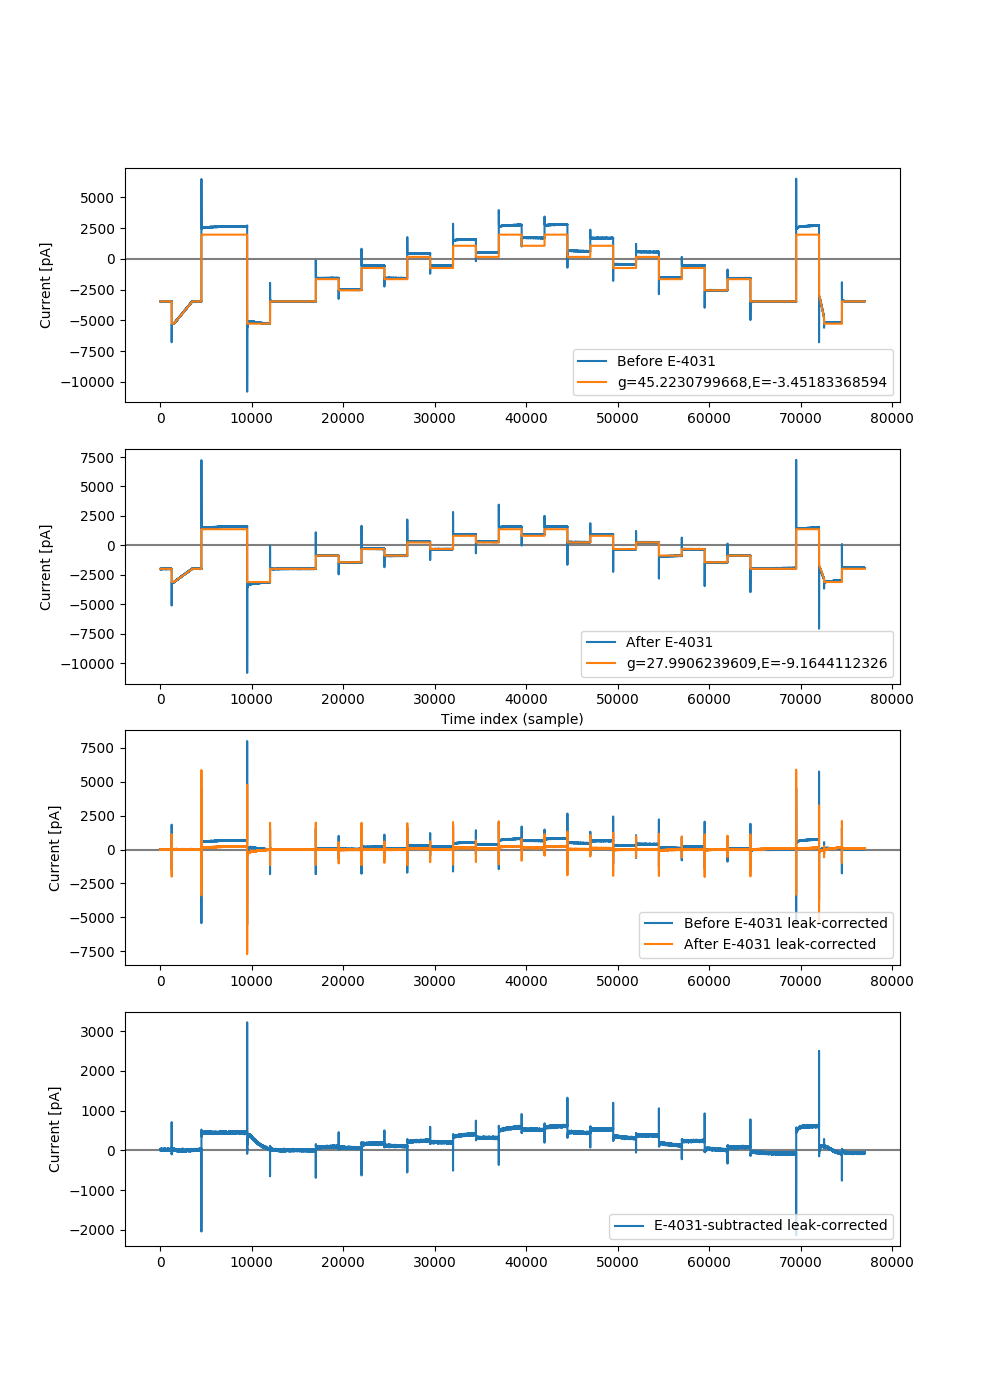 5000
2500
0
−2500
−5000
−7500
−10000
Current [pA]
Before E-4031
g=45.2230799668,E=-3.45183368594
0 10000 20000 30000 40000 50000 60000 70000 80000
7500
5000
2500
0
−2500
−5000
−7500
−10000
Current [pA]
After E-4031
g=27.9906239609,E=-9.1644112326
0 10000 20000 30000 40000 50000 60000 70000 80000
Time index (sample)
7500
5000
2500
0
−2500
−5000
−7500
Current [pA]
Before E-4031 leak-corrected
After E-4031 leak-corrected
0 10000 20000 30000 40000 50000 60000 70000 80000
3000
2000
1000
0
−1000
−2000
Current [pA]
E-4031-subtracted leak-corrected
0 10000 20000 30000 40000 50000 60000 70000 80000